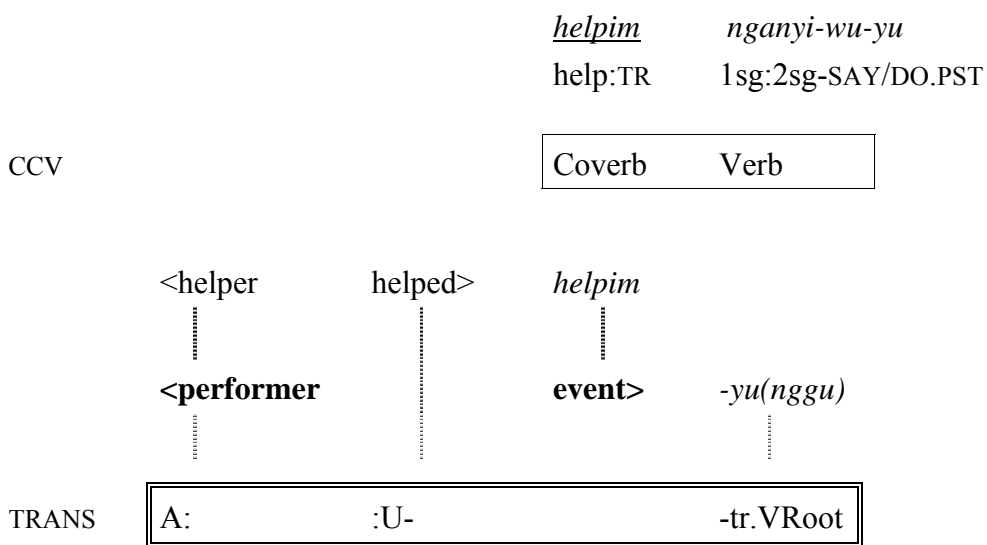 helpim nganyi-wu-yu
help:TR 1sg:2sg-SAY/DO.PST
CCV Coverb Verb
<helper helped> helpim
<performer event> -yu(nggu)
TRANS A: :U- -tr.VRoot